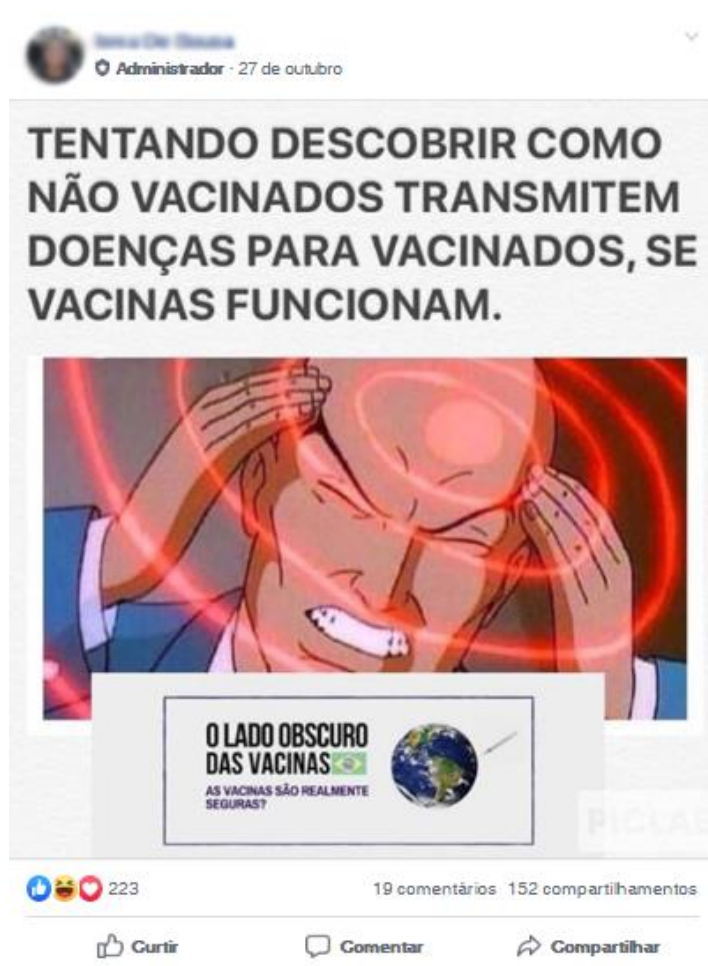 Administrador · 27 de outubro
TENTANDO DESCOBRIR COMO
NÃO VACINADOS TRANSMITEM
DOENÇAS PARA VACINADOS, SE
VACINAS FUNCIONAM.
O LADO OBSCURO
DAS VACINAS
AS VACINAS SÃO REALMENTE
SEGURAS?
223
19 comentários 152 compartilhamentos
Curtir Comentar Compartilhar